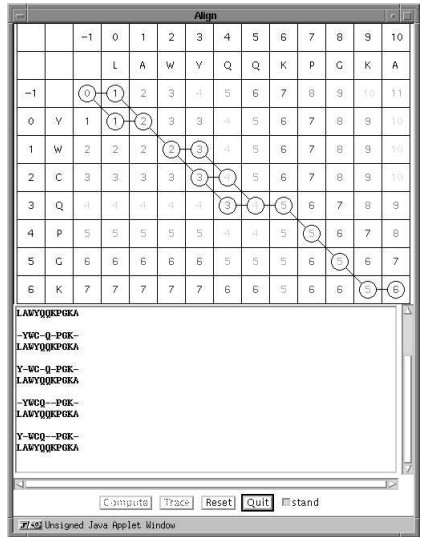 Align
-1 0 1 2 3 4 5 6 7 8 9 10
L A W Y Q Q K P G K A
-1 0 1 2 3 4 5 6 7 8 9 10 11
0 Y 1 1 2 3 3 4 5 6 7 8 9 10
1 W 2 2 2 2 3 4 5 6 7 8 9 10
2 C 3 3 3 3 3 4 5 6 7 8 9 10
3 Q 4 4 4 4 4 3 4 5 6 7 8 9
4 P 5 5 5 5 5 4 4 5 5 6 7 8
5 G 6 6 6 6 6 5 5 5 6 5 6 7
6 K 7 7 7 7 7 6 6 5 6 6 5 6
LAWYQQKPGKA
-YWC-Q-PGK-
LAWYQQKPGKA
Y-WC-Q-PGK-
LAWYQQKPGKA
-YWCQ--PGK-
LAWYQQKPGKA
Y-WCQ--PGK-
LAWYQQKPGKA
Compute Trace Reset Quit stand
Unsigned Java Applet Window